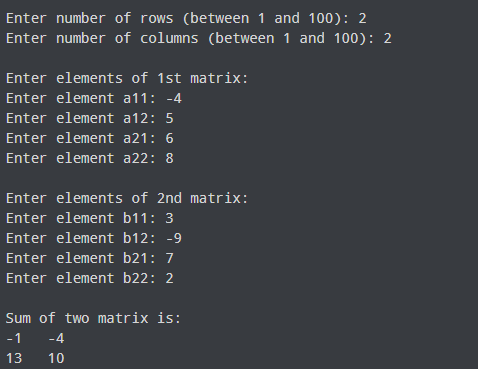 Enter number of rows (between 1 and 100): 2
Enter number of columns (between 1 and 100): 2
Enter elements of 1st matrix:
Enter element a11: -4
Enter element a12: 5
Enter element a21: 6
Enter element a22: 8
Enter elements of 2nd matrix:
Enter element b11: 3
Enter element b12: -9
Enter element b21: 7
Enter element b22: 2
Sum of two matrix is:
-1   -4
13   10